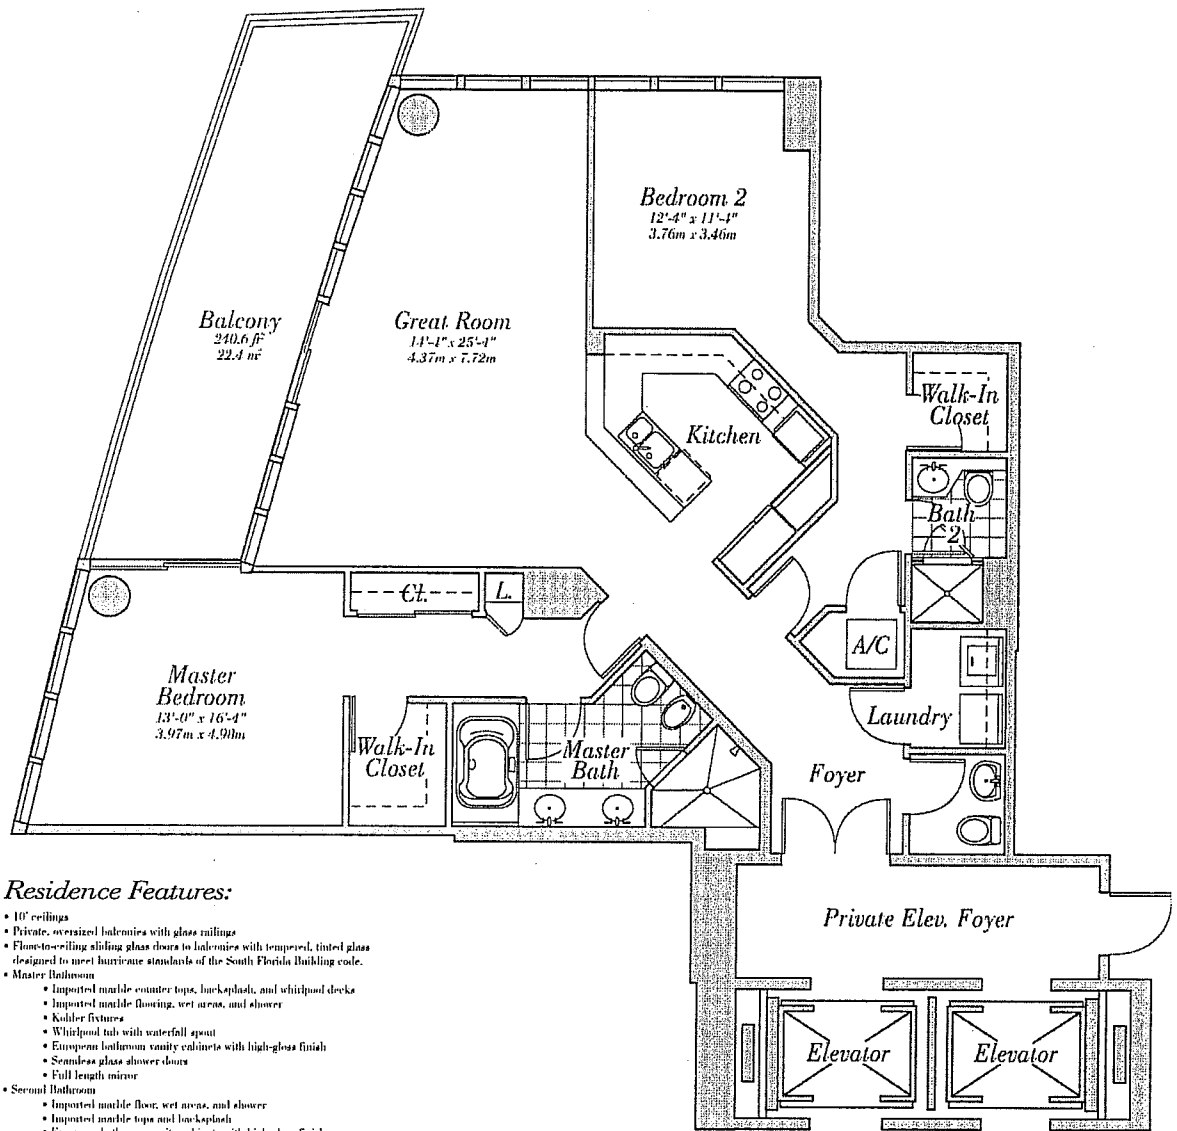 Bedroom 2
12'-4" x 11'-4"
3.76m x 3.46m
Balcony
240.6 ft²
22.4 m²
Great Room
14'-4" x 25'-4"
4.37m x 7.72m
Walk-In
Closet
Kitchen
Bath
2
Ct.
L.
A/C
Master
Bedroom
13'-0" x 16'-4"
3.97m x 4.98m
Laundry
Walk-In
Closet
Master
Bath
Foyer
Private Elev. Foyer
Elevator
Elevator
Residence Features:
• 10' ceilings
• Private, oversized balconies with glass railings
• Floor-to-ceiling sliding glass doors to balconies with tempered, tinted glass
designed to meet hurricane standards of the South Florida Building code.
• Master Bathroom
• Imported marble counter tops, backsplash, and whirlpool decks
• Imported marble flooring, wet areas, and shower
• Kohler fixtures
• Whirlpool tub with waterfall spout
• European bathroom vanity cabinets with high-gloss finish
• Seamless glass shower doors
• Full length mirror
• Second Bathroom
• Imported marble floor, wet areas, and shower
• Imported marble tops and backsplash